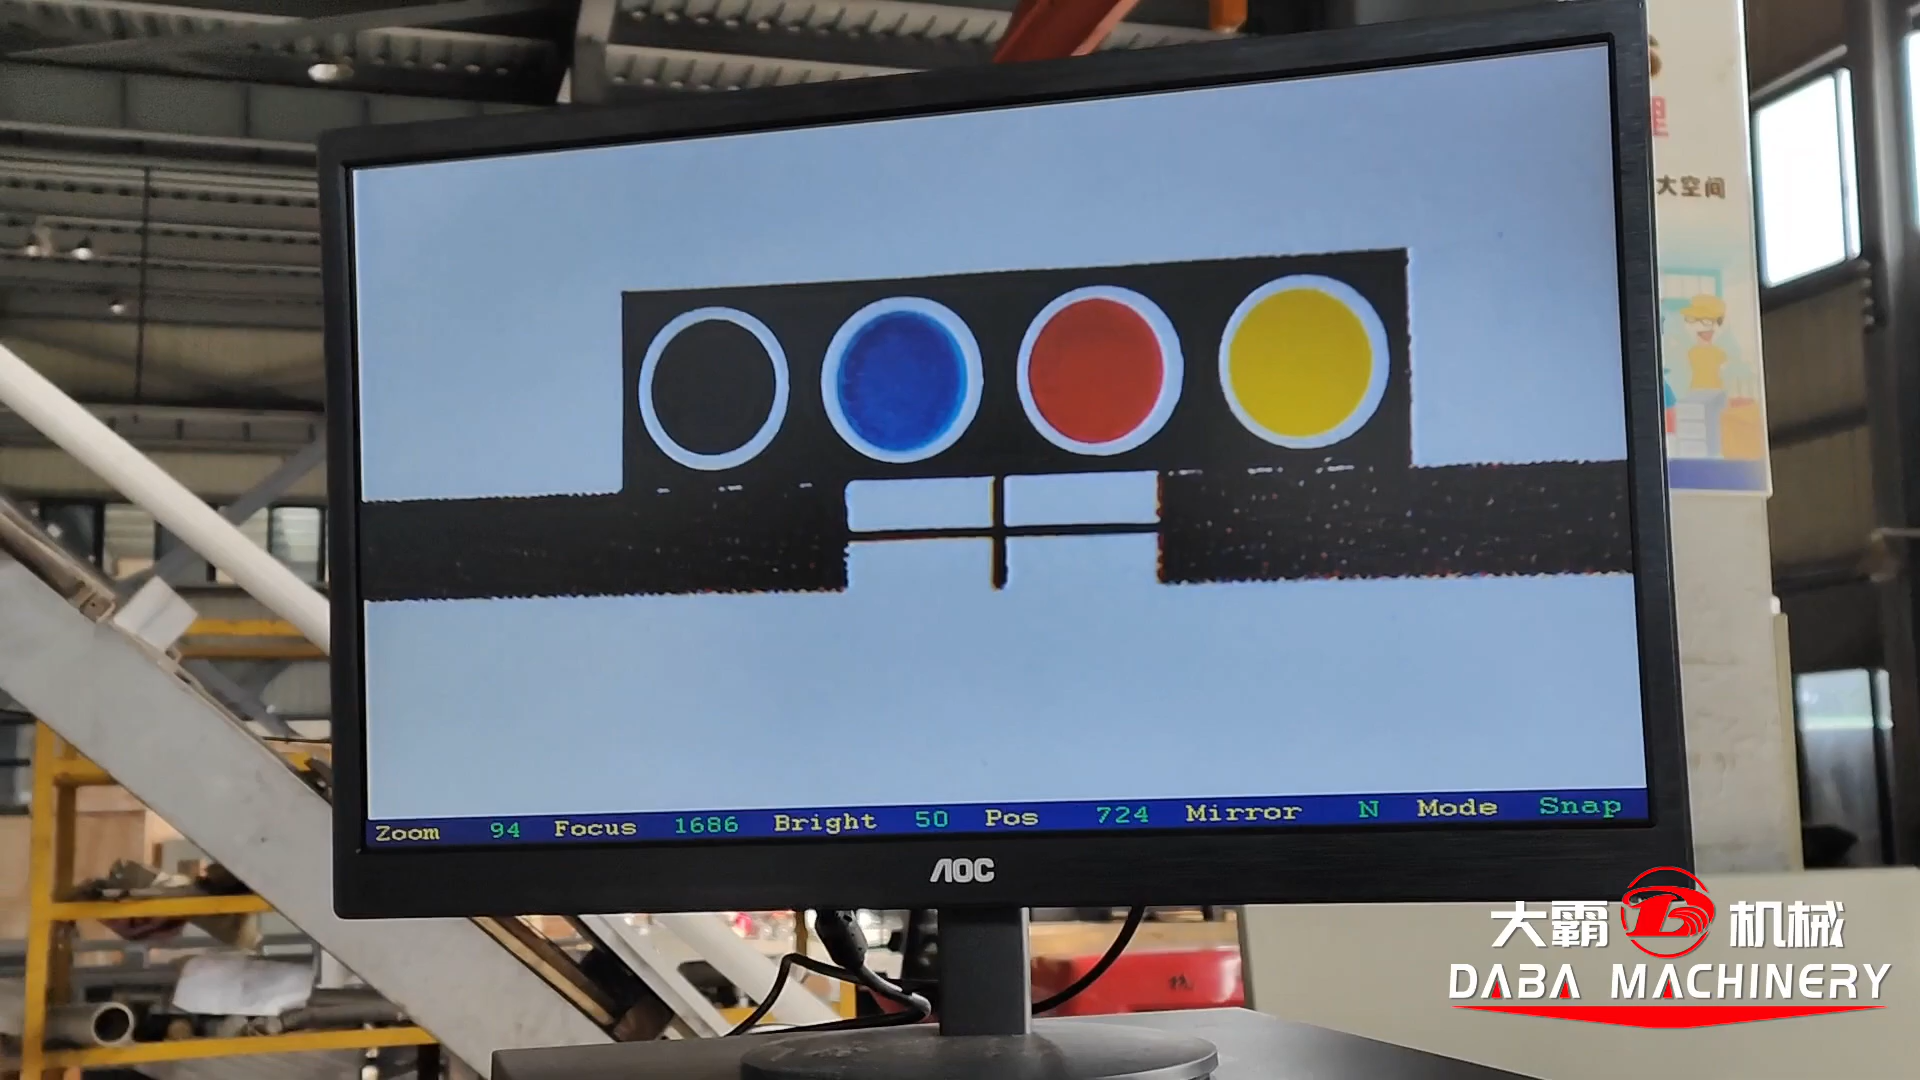 理
大空间
Zoom 94 Focus 1686 Bright 50 Pos 724 Mirror N Mode Snap
AOC
大霸 机械
DABA MACHINERY